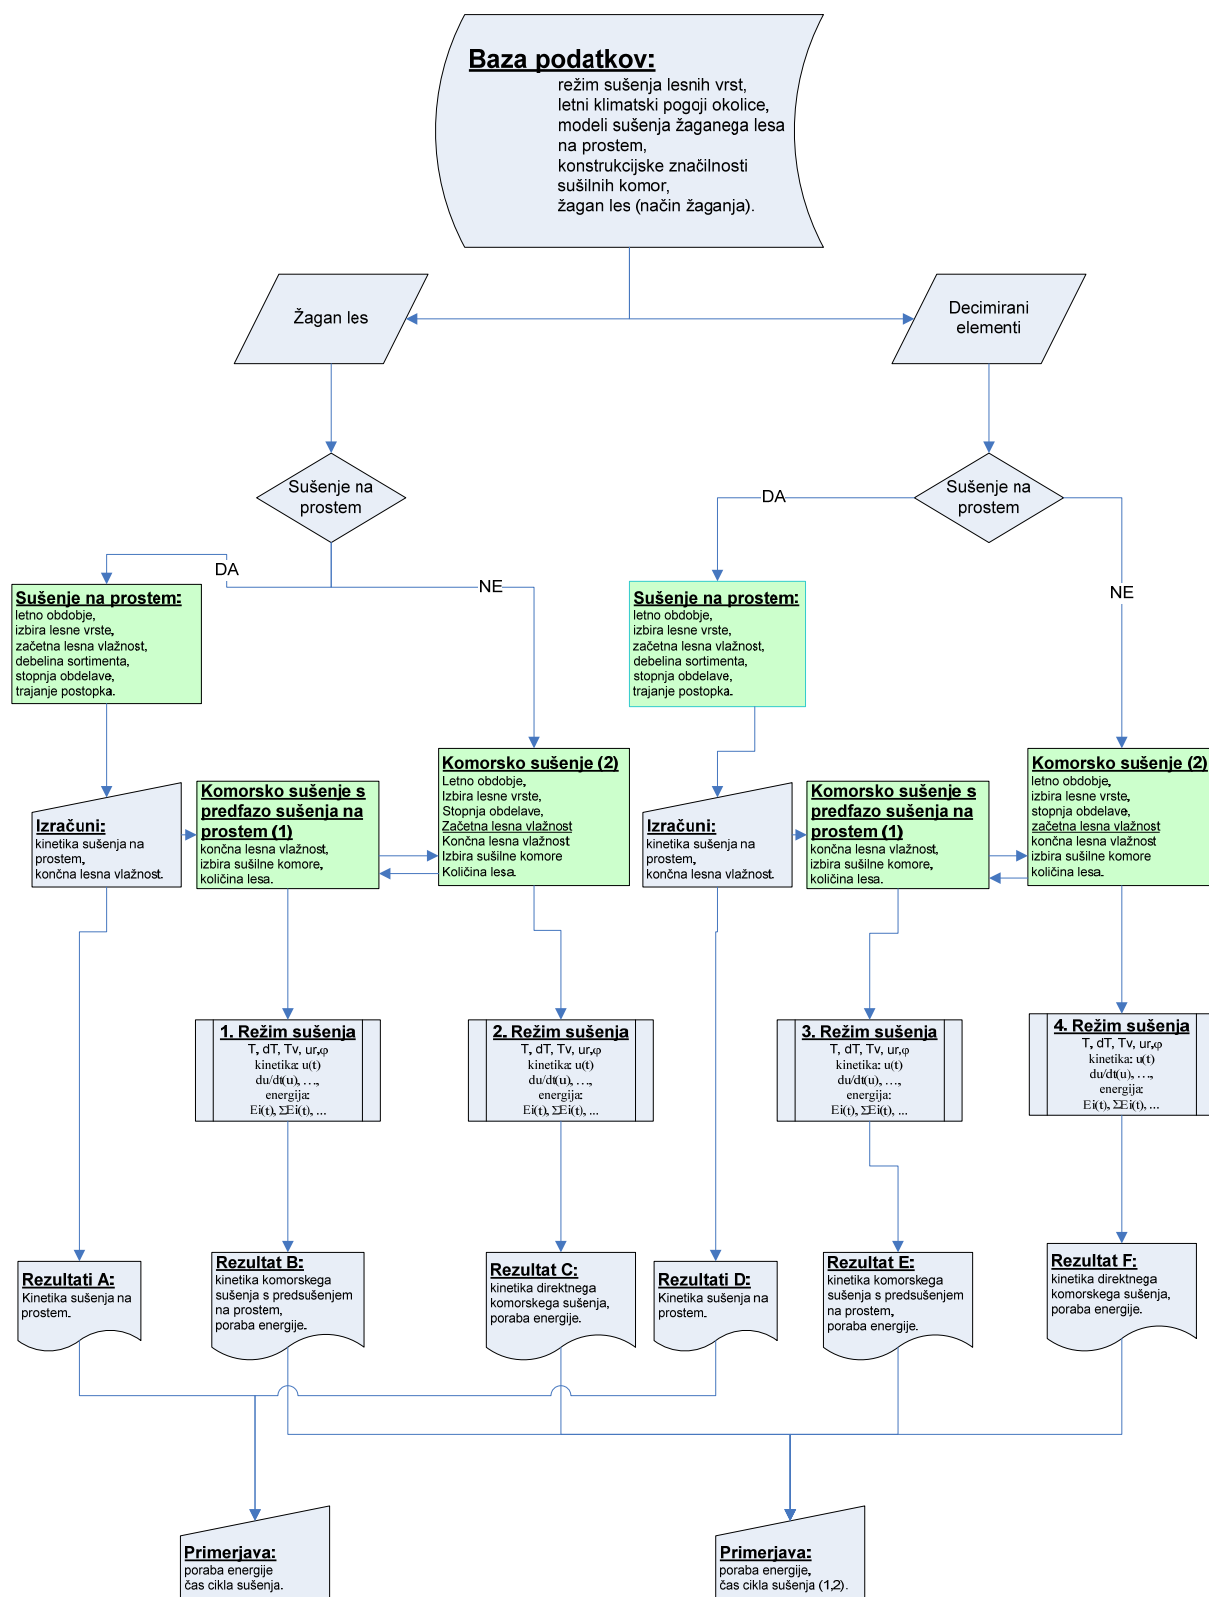 Baza podatkov:
režim sušenja lesnih vrst,
letni klimatski pogoji okolice,
modeli sušenja žaganega lesa
na prostem,
konstrukcijske značilnosti
sušilnih komor,
žagan les (način žaganja).
Žagan les
Decimirani
elementi
Sušenje na
prostem
Sušenje na
prostem
DA
NE
DA
NE
Sušenje na prostem:
letno obdobje,
izbira lesne vrste,
začetna lesna vlažnost,
debelina sortimenta,
stopnja obdelave,
trajanje postopka.
Sušenje na prostem:
letno obdobje,
izbira lesne vrste,
začetna lesna vlažnost,
debelina sortimenta,
stopnja obdelave,
trajanje postopka.
Izračuni:
kinetika sušenja na
prostem,
končna lesna vlažnost.
Komorsko sušenje s
predfazo sušenja na
prostem (1)
končna lesna vlažnost,
izbira sušilne komore,
količina lesa.
Komorsko sušenje (2)
Letno obdobje,
Izbira lesne vrste,
Stopnja obdelave,
Začetna lesna vlažnost
Končna lesna vlažnost
Izbira sušilne komore
Količina lesa.
Izračuni:
kinetika sušenja na
prostem,
končna lesna vlažnost.
Komorsko sušenje s
predfazo sušenja na
prostem (1)
končna lesna vlažnost,
izbira sušilne komore,
količina lesa.
Komorsko sušenje (2)
letno obdobje,
izbira lesne vrste,
stopnja obdelave,
začetna lesna vlažnost
končna lesna vlažnost
izbira sušilne komore
količina lesa.
1. Režim sušenja
T, dT, Tv, ur,φ
kinetika: u(t)
du/dt(u), …,
energija:
Ei(t), ΣEi(t), ...
2. Režim sušenja
T, dT, Tv, ur,φ
kinetika: u(t)
du/dt(u), …,
energija:
Ei(t), ΣEi(t), ...
3. Režim sušenja
T, dT, Tv, ur,φ
kinetika: u(t)
du/dt(u), …,
energija:
Ei(t), ΣEi(t), ...
4. Režim sušenja
T, dT, Tv, ur,φ
kinetika: u(t)
du/dt(u), …,
energija:
Ei(t), ΣEi(t), ...
Rezultati A:
Kinetika sušenja na
prostem.
Rezultat B:
kinetika komorskega
sušenja s predsušenjem
na prostem,
poraba energije.
Rezultat C:
kinetika direktnega
komorskega sušenja,
poraba energije.
Rezultati D:
Kinetika sušenja na
prostem.
Rezultat E:
kinetika komorskega
sušenja s predsušenjem
na prostem,
poraba energije.
Rezultat F:
kinetika direktnega
komorskega sušenja,
poraba energije.
Primerjava:
poraba energije
čas cikla sušenja.
Primerjava:
poraba energije,
čas cikla sušenja (1,2).